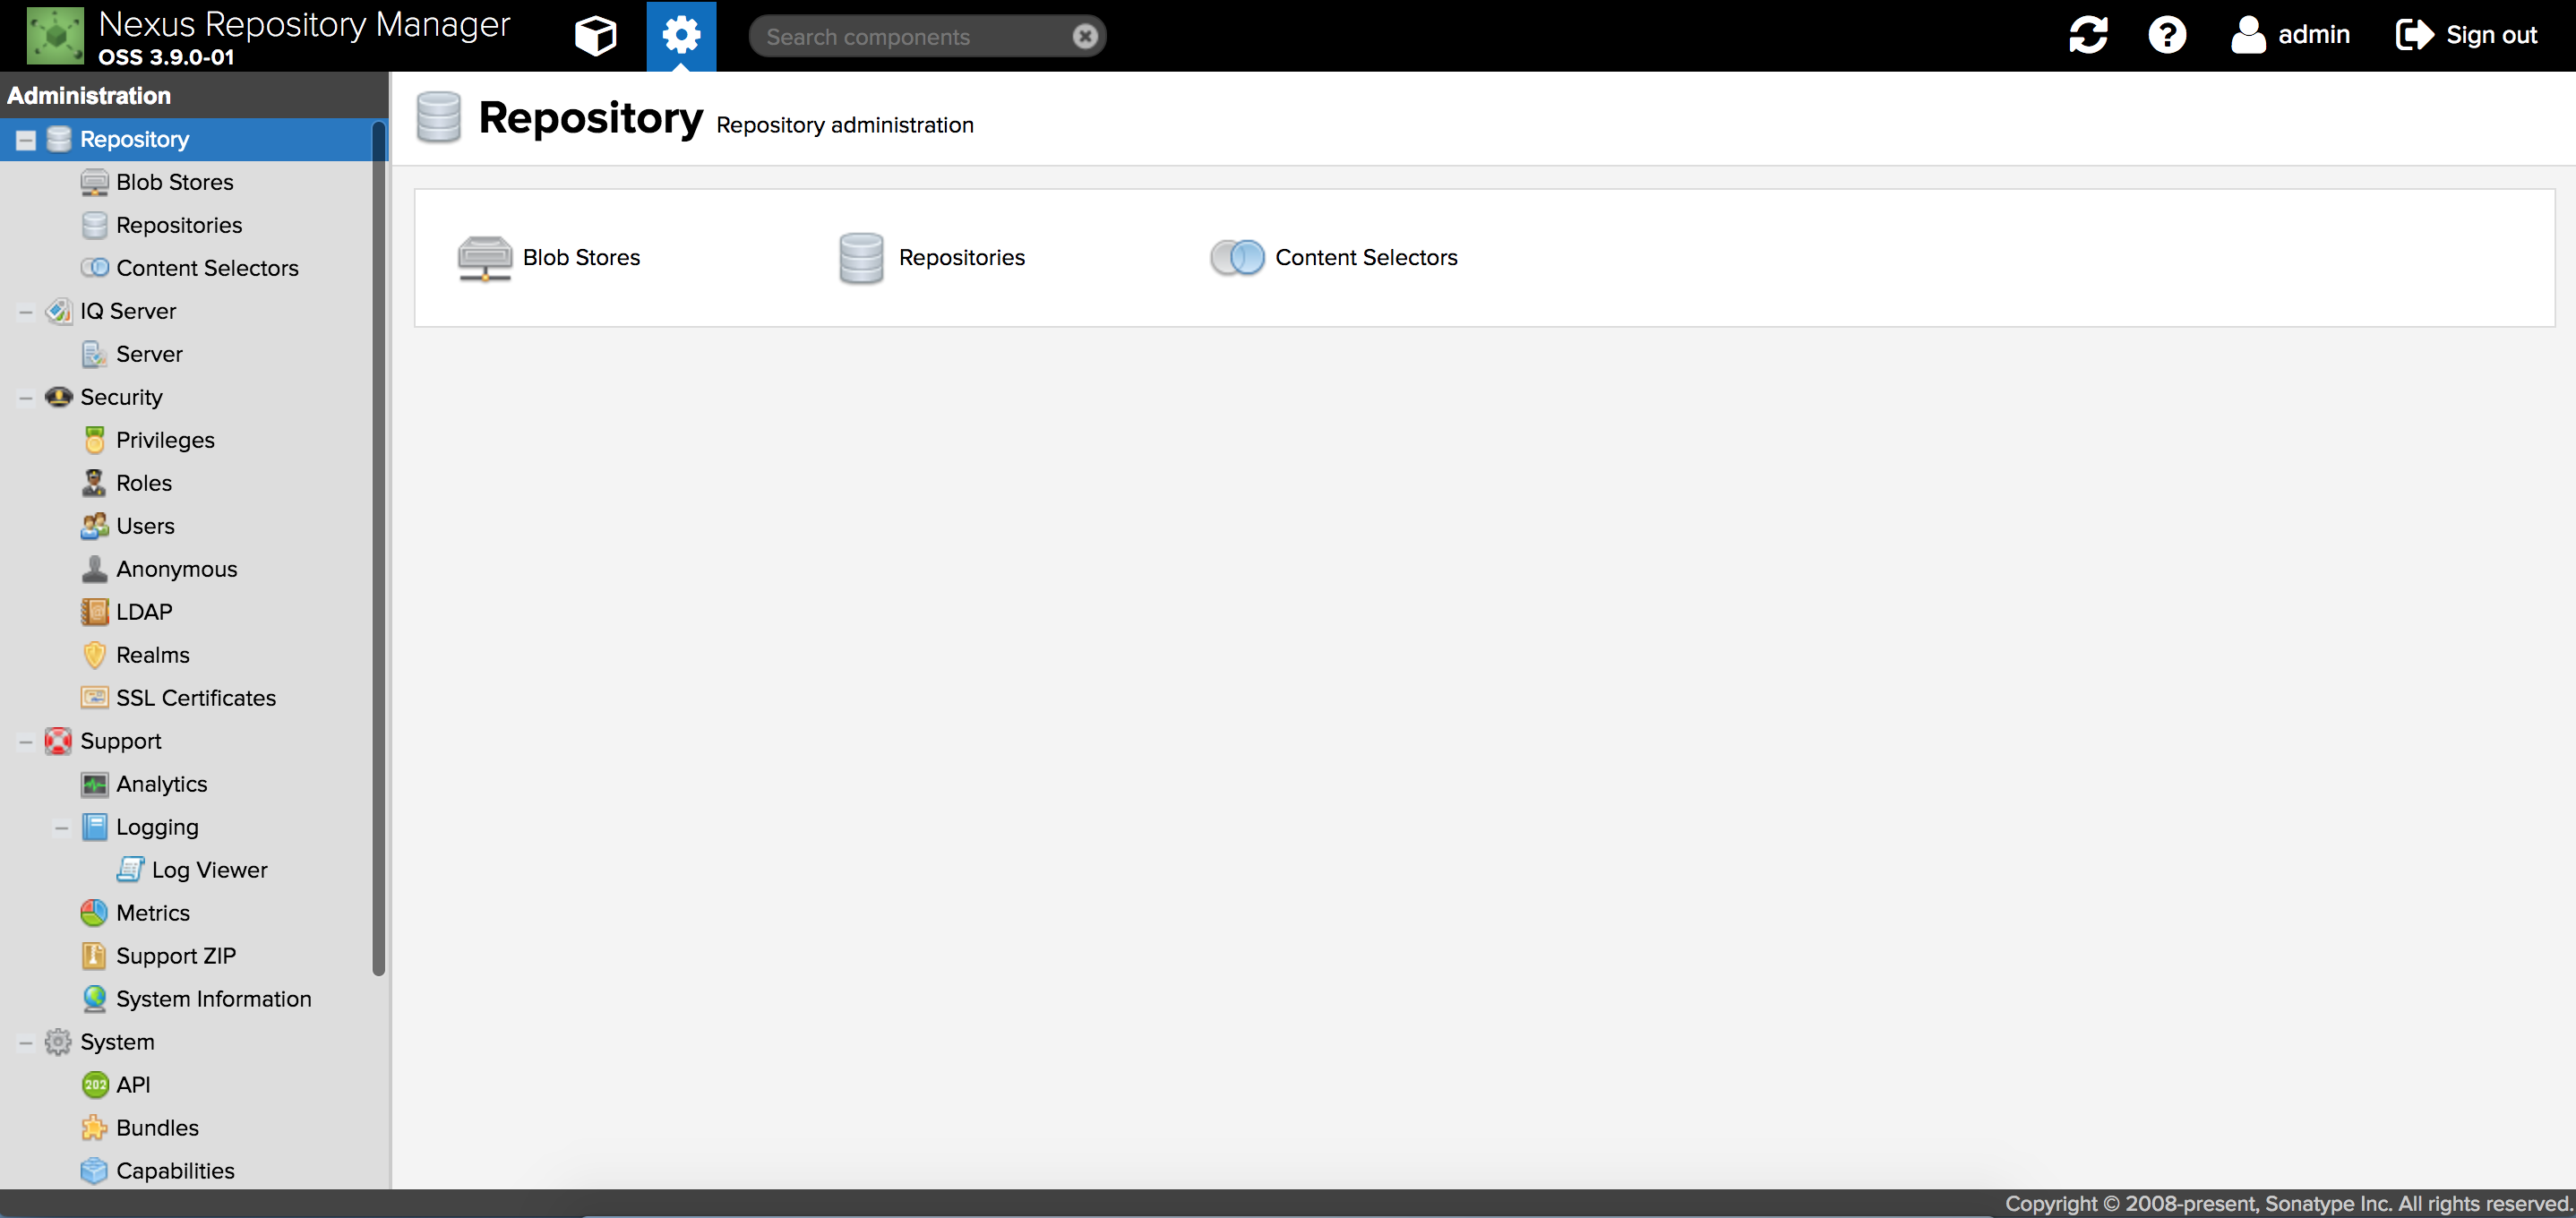 Nexus Repository Manager
OSS 3.9.0-01
Search components
admin
Sign out
Administration
Repository
Blob Stores
Repositories
Content Selectors
IQ Server
Server
Security
Privileges
Roles
Users
Anonymous
LDAP
Realms
SSL Certificates
Support
Analytics
Logging
Log Viewer
Metrics
Support ZIP
System Information
System
202 API
Bundles
Capabilities
Repository Repository administration
Blob Stores Repositories Content Selectors
Copyright © 2008-present, Sonatype Inc. All rights reserved.